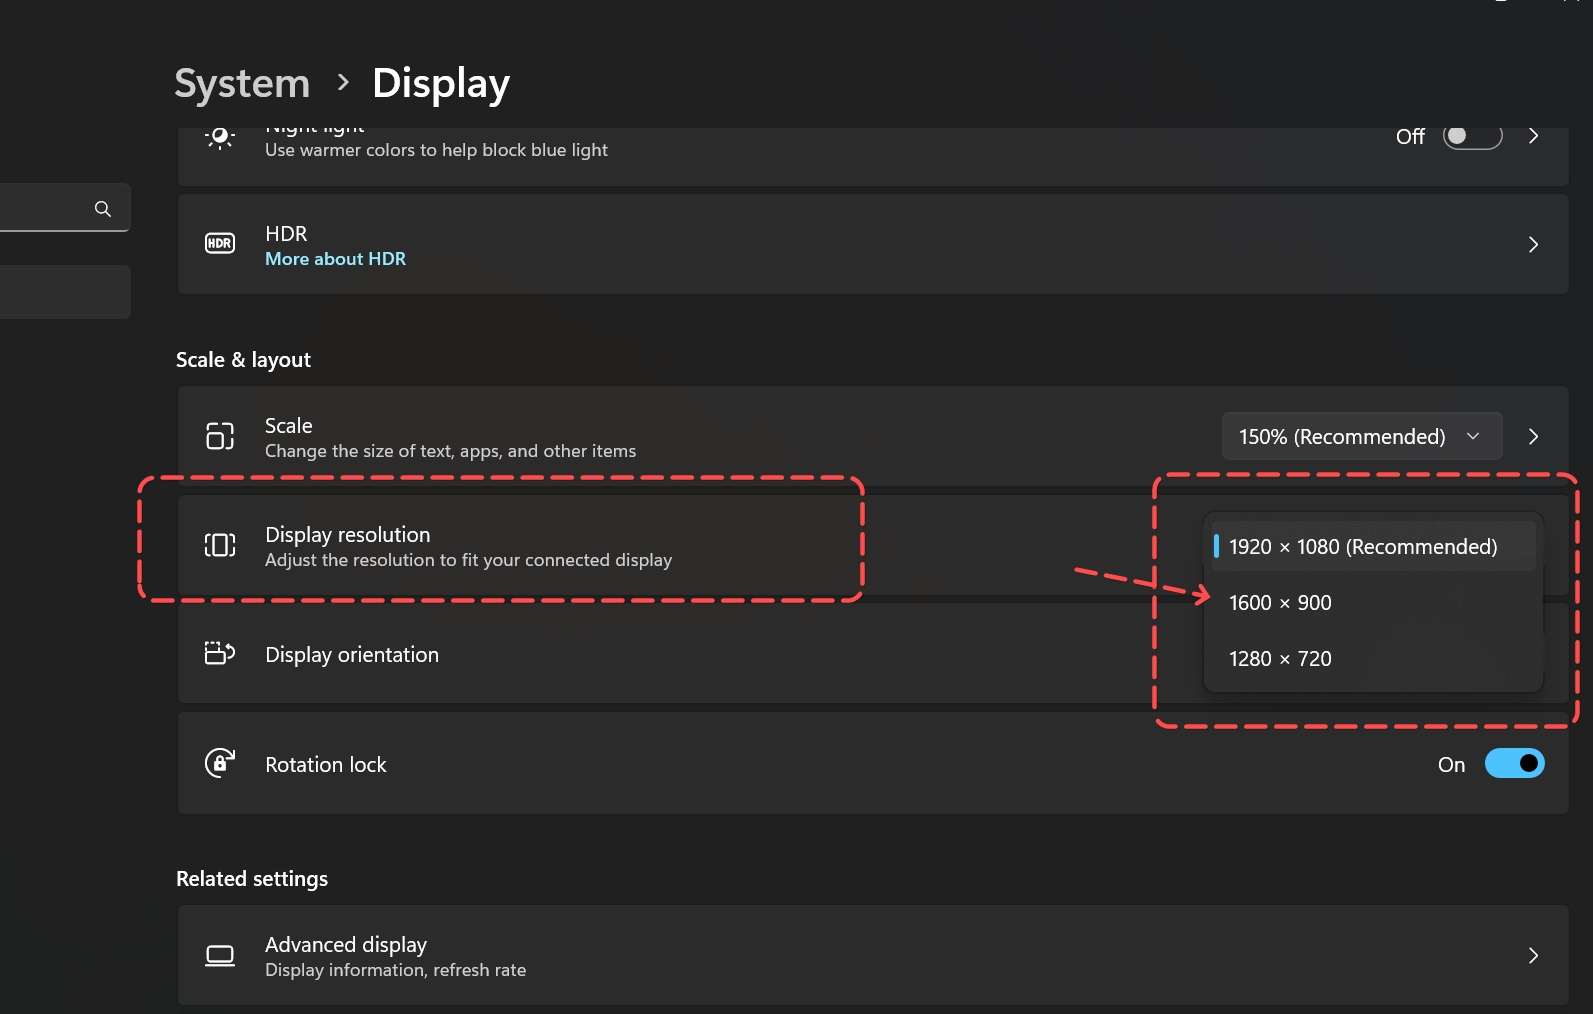 System > Display
Night light
Use warmer colors to help block blue light
Off
HDR
HDR
More about HDR
Scale & layout
Scale
Change the size of text, apps, and other items
150% (Recommended)
Display resolution
Adjust the resolution to fit your connected display
1920 × 1080 (Recommended)
1600 × 900
1280 × 720
Display orientation
Rotation lock
On
Related settings
Advanced display
Display information, refresh rate